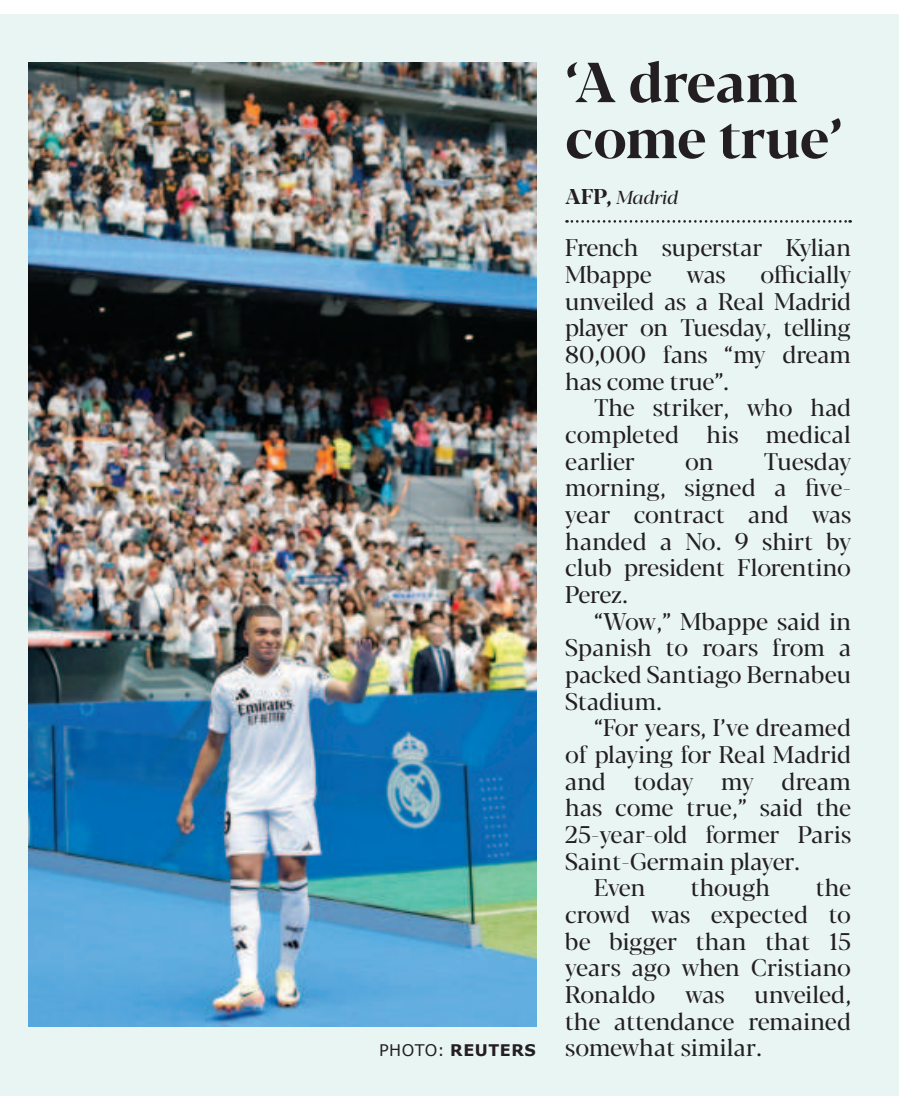 ‘A dream
come true’
AFP, Madrid
French superstar Kylian
Mbappe was officially
unveiled as a Real Madrid
player on Tuesday, telling
80,000 fans “my dream
has come true”.
The striker, who had
completed his medical
earlier on Tuesday
morning, signed a five-
year contract and was
handed a No. 9 shirt by
club president Florentino
Perez.
“Wow,” Mbappe said in
Spanish to roars from a
packed Santiago Bernabeu
Stadium.
“For years, I’ve dreamed
of playing for Real Madrid
and today my dream
has come true,” said the
25-year-old former Paris
Saint-Germain player.
Even though the
crowd was expected to
be bigger than that 15
years ago when Cristiano
Ronaldo was unveiled,
the attendance remained
somewhat similar.
Emirates
FLY BETTER
9
PHOTO: REUTERS